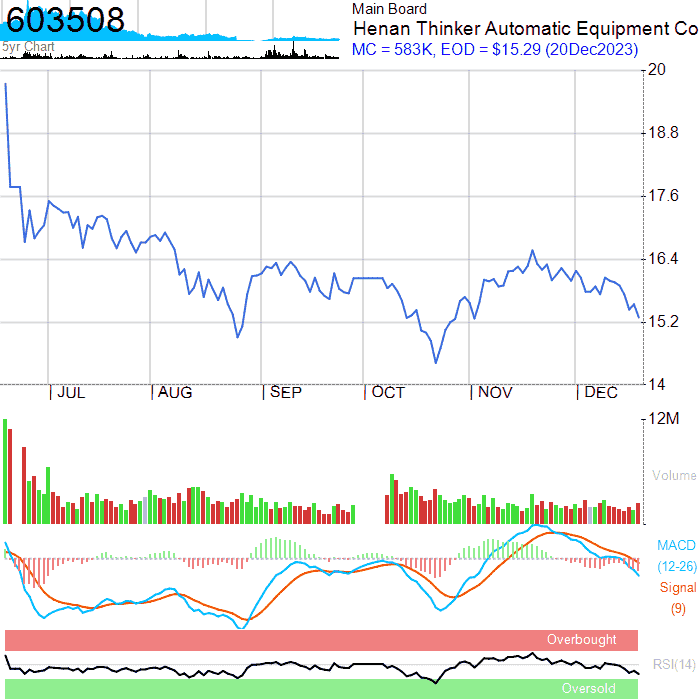 603508
5yr Chart
Main Board
Henan Thinker Automatic Equipment Co
MC = 583K, EOD = $15.29 (20Dec2023)
20
18.8
17.6
16.4
15.2
14
JUL
AUG
SEP
OCT
NOV
DEC
12M
Volume
MACD
(12-26)
Signal
(9)
Overbought
RSI(14)
Oversold